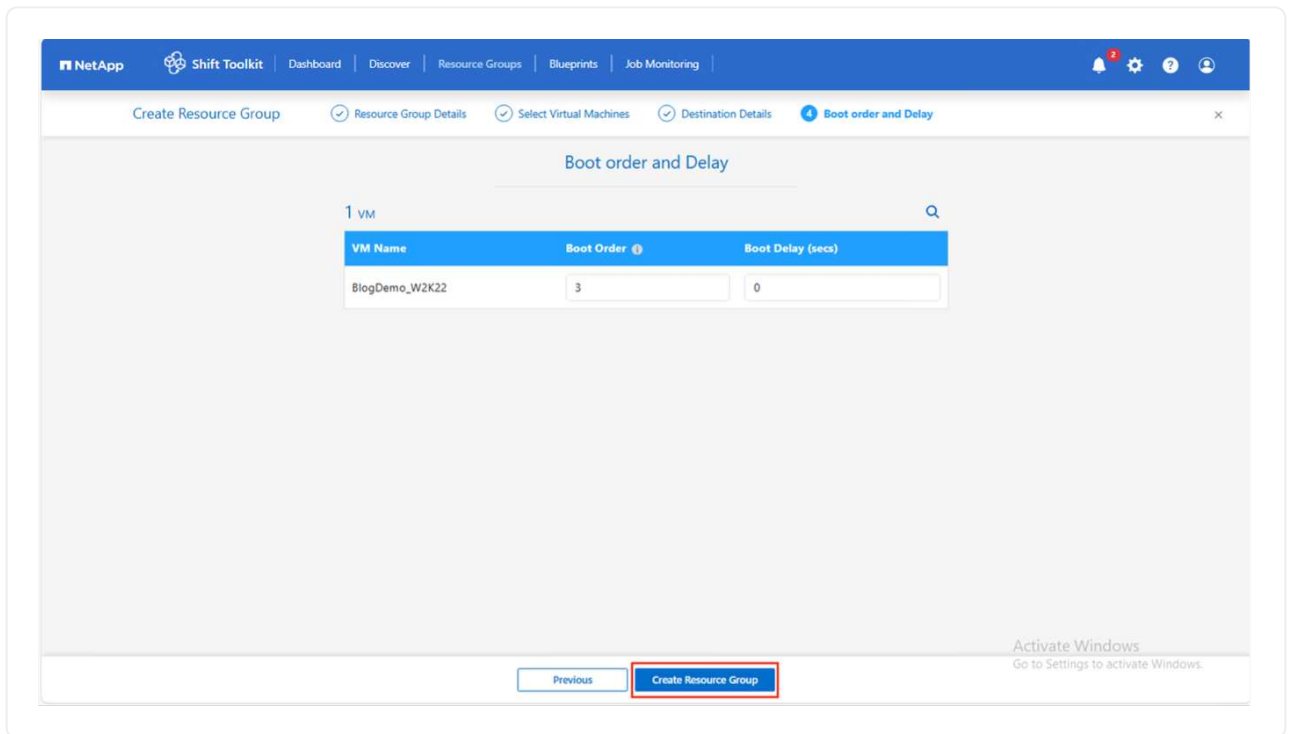 NetApp Shift Toolkit Dashboard Discover Resource Groups Blueprints Job Monitoring 2 ?
Create Resource Group Resource Group Details Select Virtual Machines Destination Details 4 Boot order and Delay ×
Boot order and Delay
1 VM
VM Name Boot Order i Boot Delay (secs)
BlogDemo_W2K22 3 0
Activate Windows
Go to Settings to activate Windows.
Previous Create Resource Group